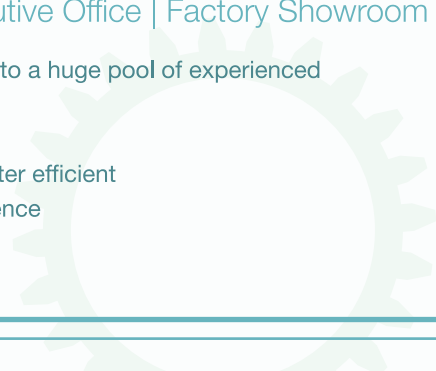 utive Office | Factory Showroom
to a huge pool of experienced
ter efficient
ence